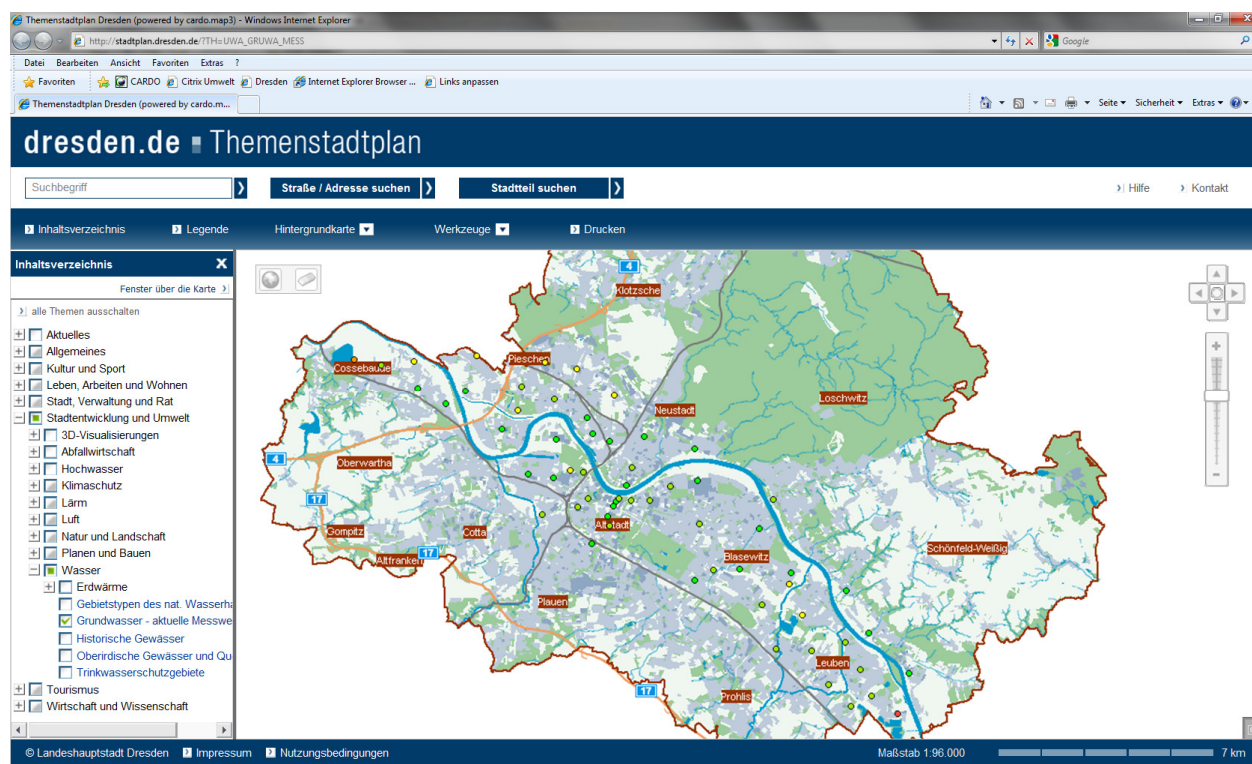 Themenstadtplan Dresden (powered by cardo.map3) - Windows Internet Explorer
http://stadtplan.dresden.de/?TH=UWA_GRUWA_MESS
Google
Datei Bearbeiten Ansicht Favoriten Extras ?
Favoriten CARDO Citrix Umwelt Dresden Internet Explorer Browser ... Links anpassen
Themenstadtplan Dresden (powered by cardo.m...
Seite Sicherheit Extras
dresden.de Themenstadtplan
Suchbegriff Straße / Adresse suchen Stadtteil suchen Hilfe Kontakt
Inhaltsverzeichnis Legende Hintergrundkarte Werkzeuge Drucken
Inhaltsverzeichnis X
Fenster über die Karte
alle Themen ausschalten
Aktuelles
Allgemeines
Kultur und Sport
Leben, Arbeiten und Wohnen
Stadt, Verwaltung und Rat
Stadtentwicklung und Umwelt
3D-Visualisierungen
Abfallwirtschaft
Hochwasser
Klimaschutz
Lärm
Luft
Natur und Landschaft
Planen und Bauen
Wasser
Erdwärme
Gebietstypen des nat. Wasserha
Grundwasser - aktuelle Messwe
Historische Gewässer
Oberirdische Gewässer und Qu
Trinkwasserschutzgebiete
Tourismus
Wirtschaft und Wissenschaft
4
Klotzsche
Pieschen
Cossebaude
Loschwitz
Neustadt
4
Oberwartha
17
Gompitz
Cotta
Altstadt
Altfranken
17
Blasewitz
Schönfeld-Weißig
Plauen
Leuben
17
Prohlis
© Landeshauptstadt Dresden Impressum Nutzungsbedingungen Maßstab 1:96.000 7 km